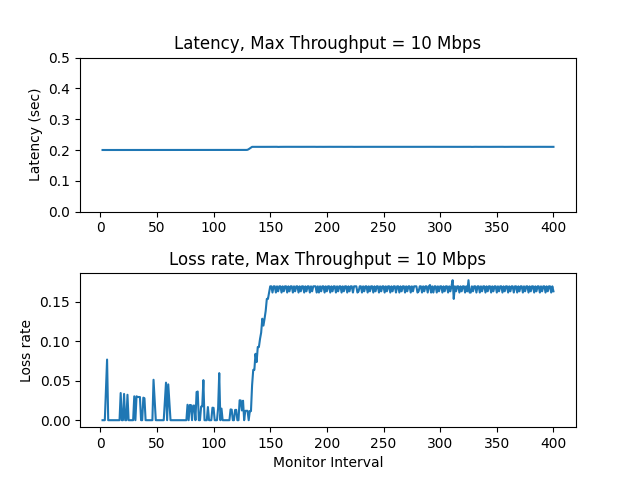 Latency, Max Throughput = 10 Mbps
Latency (sec)
0.5
0.4
0.3
0.2
0.1
0.0
0 50 100 150 200 250 300 350 400
Loss rate, Max Throughput = 10 Mbps
Loss rate
0.15
0.10
0.05
0.00
0 50 100 150 200 250 300 350 400
Monitor Interval